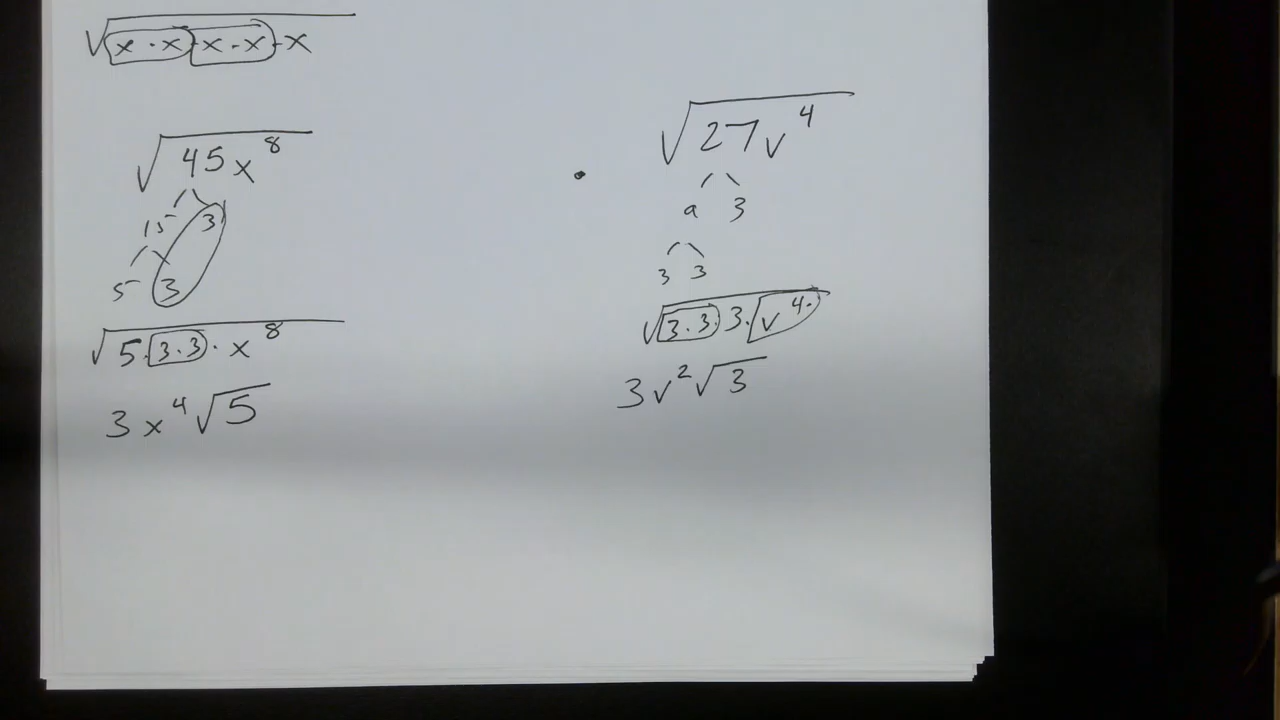 √(x · x · x · x · x)
√(45x⁸)
15 3
5 3
√(5 · 3 · 3 · x⁸)
3x⁴√5
√(27v⁴)
9 3
3 3
√(3 · 3 · 3 · v⁴·)
3v²√3